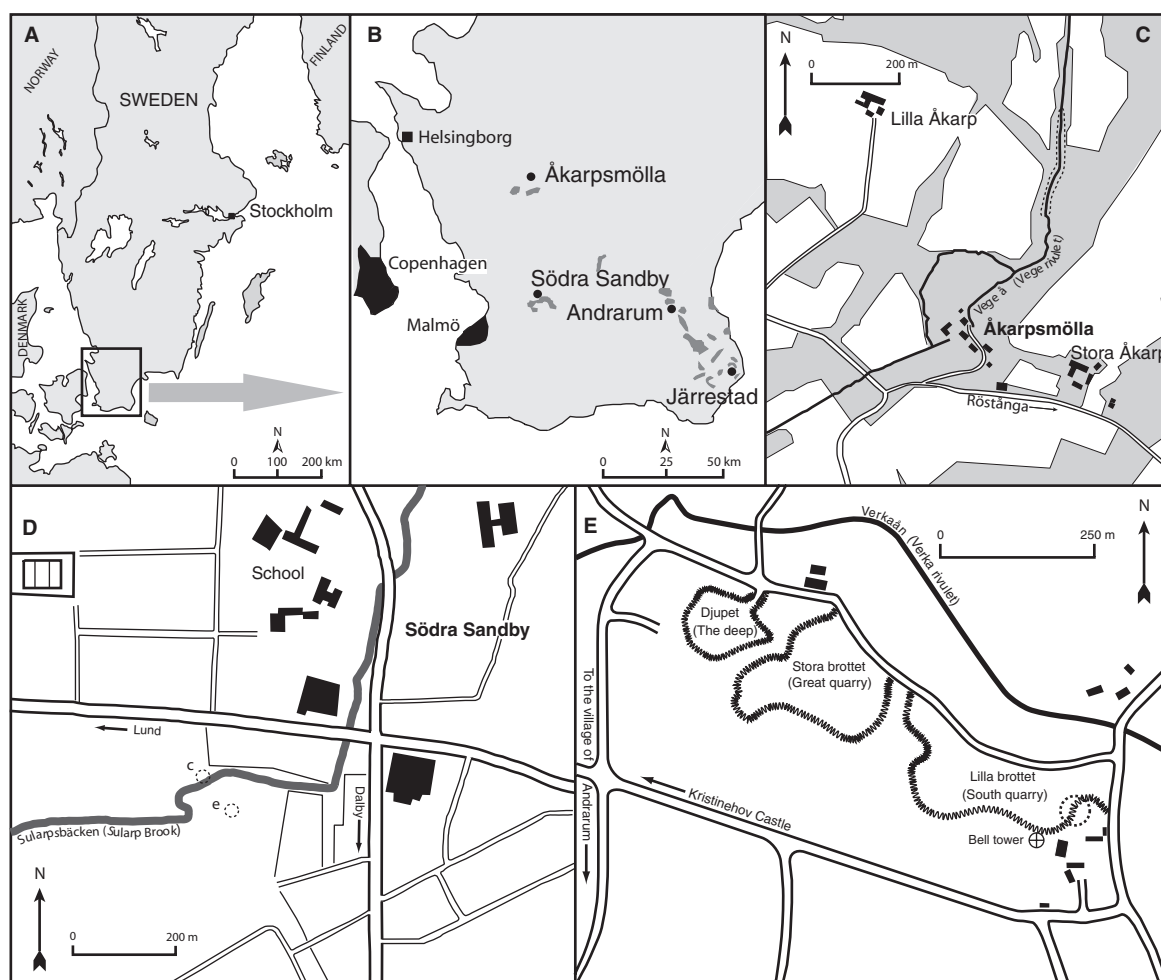 A
NORWAY
FINLAND
SWEDEN
Stockholm
DENMARK
N
0 100 200 km
B
Helsingborg
Åkarpsmölla
Copenhagen
Södra Sandby
Andrarum
Malmö
Järrestad
N
0 25 50 km
C
N
0 200 m
Lilla Åkarp
Vege å (Vege rivulet)
Åkarpsmölla
Stora Åkarp
Röstånga
D
School
Södra Sandby
Lund
c
e
Dalby
Sularpsbäcken (Sularp Brook)
N
0 200 m
E
Verkaån (Verka rivulet)
N
0 250 m
Djupet
(The deep)
Stora brottet
(Great quarry)
To the village of
Andrarum
Kristinehov Castle
Lilla brottet
(South quarry)
Bell tower